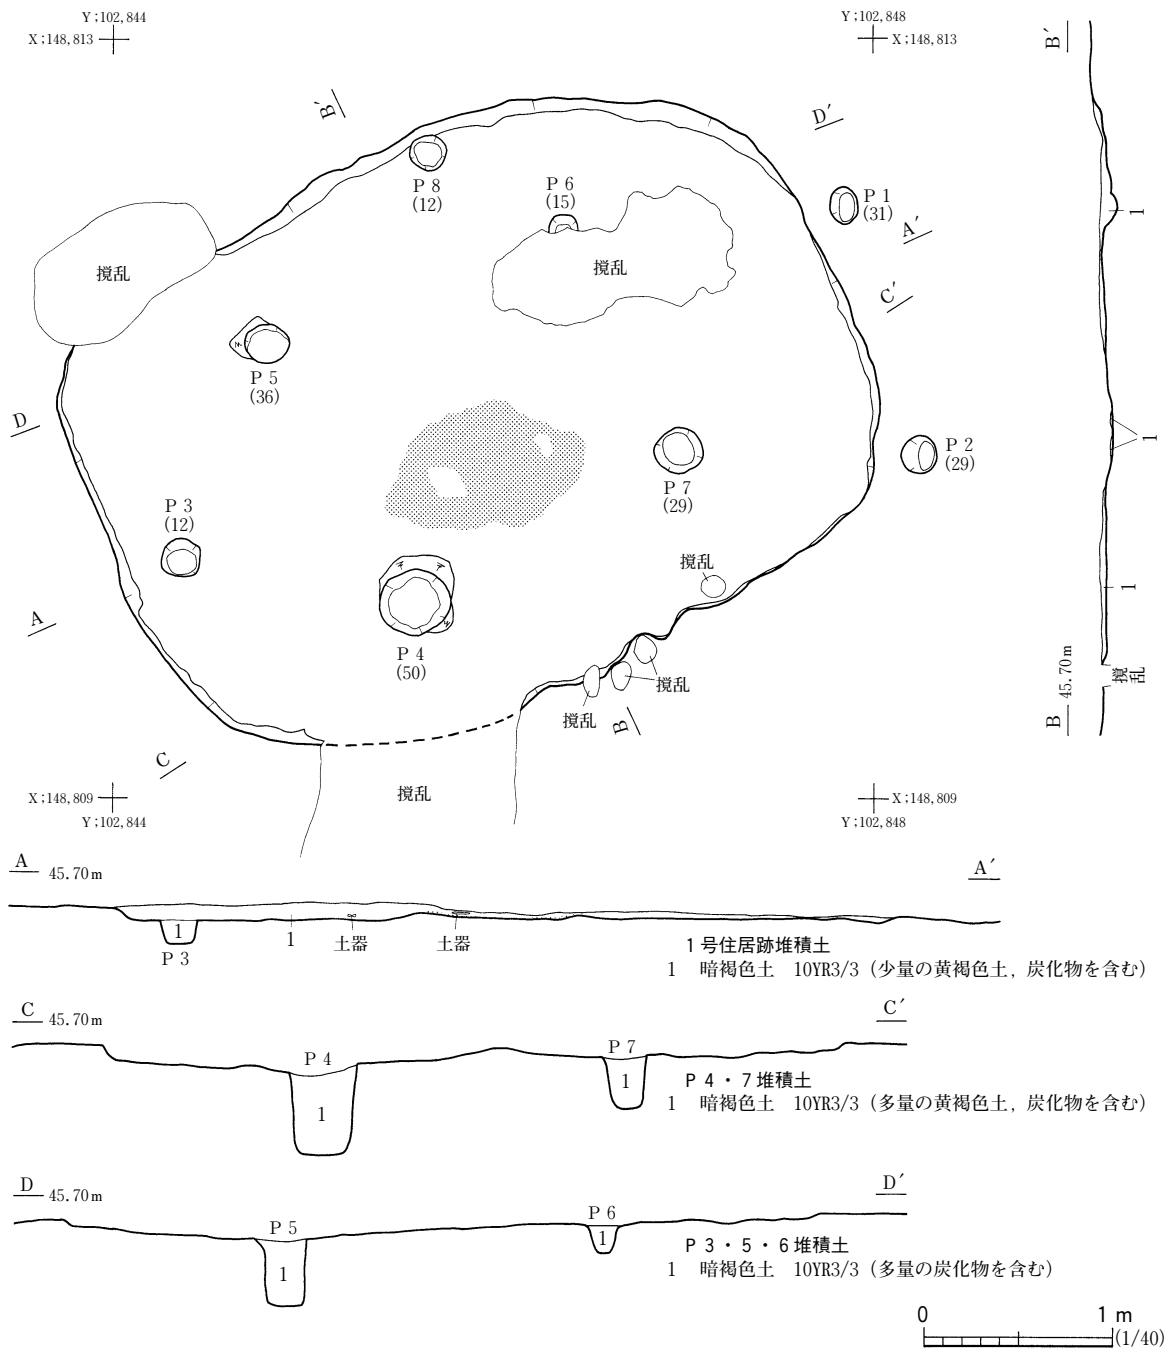 Y;102,844
X;148,813
Y;102,848
X;148,813
B′
B′
D′
P 8
(12)
P 6
(15)
P 1
(31)
A′
1
撹乱
撹乱
C′
P 5
(36)
D
P 7
(29)
P 2
(29)
1
P 3
(12)
撹乱
A
1
P 4
(50)
撹乱
撹乱
B
C
撹乱
B 45.70m
撹乱
X;148,809
Y;102,844
X;148,809
Y;102,848
A 45.70m
A′
1
P 3
1
土器
土器
1号住居跡堆積土
1 暗褐色土 10YR3/3（少量の黄褐色土，炭化物を含む）
C 45.70m
C′
P 4
P 7
1
1
P 4・7堆積土
1 暗褐色土 10YR3/3（多量の黄褐色土，炭化物を含む）
D 45.70m
D′
P 5
P 6
1
1
P 3・5・6堆積土
1 暗褐色土 10YR3/3（多量の炭化物を含む）
0 1 m
(1/40)